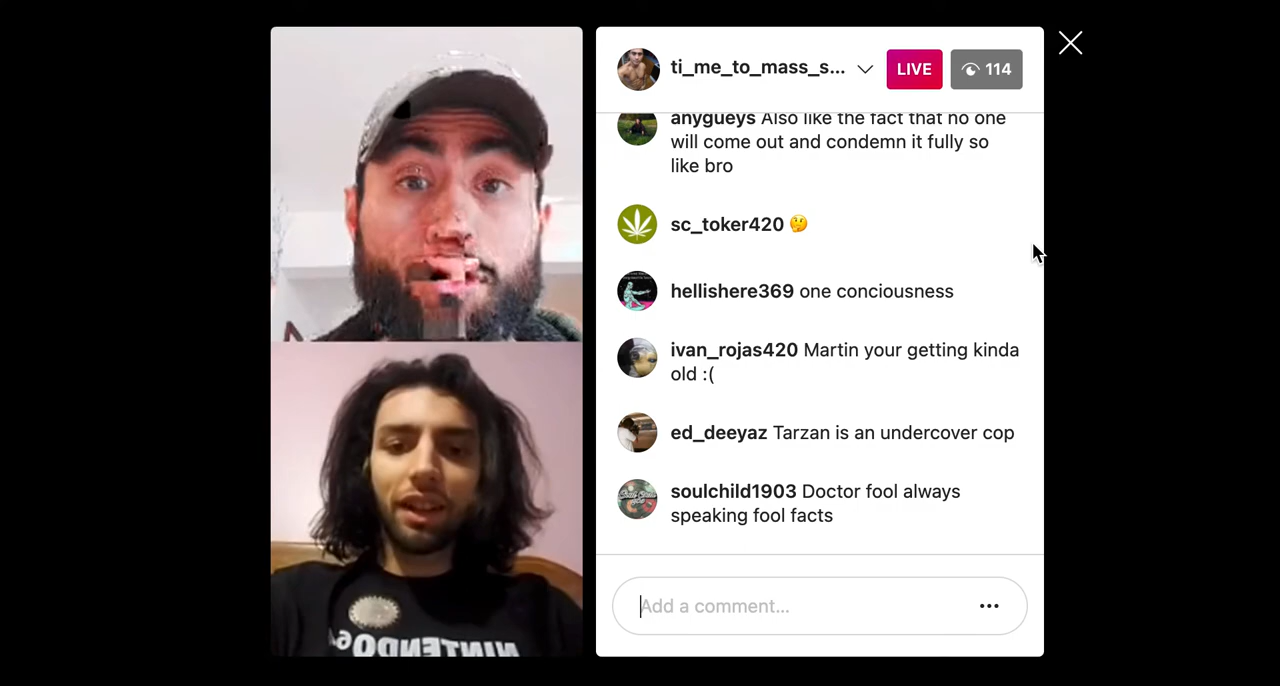 ti_me_to_mass_s...
LIVE
114
anygueys Also like the fact that no one
will come out and condemn it fully so
like bro
sc_toker420 🤔
hellishere369 one conciousness
ivan_rojas420 Martin your getting kinda
old :(
ed_deeyaz Tarzan is an undercover cop
soulchild1903 Doctor fool always
speaking fool facts
Add a comment...
NINTENDO64